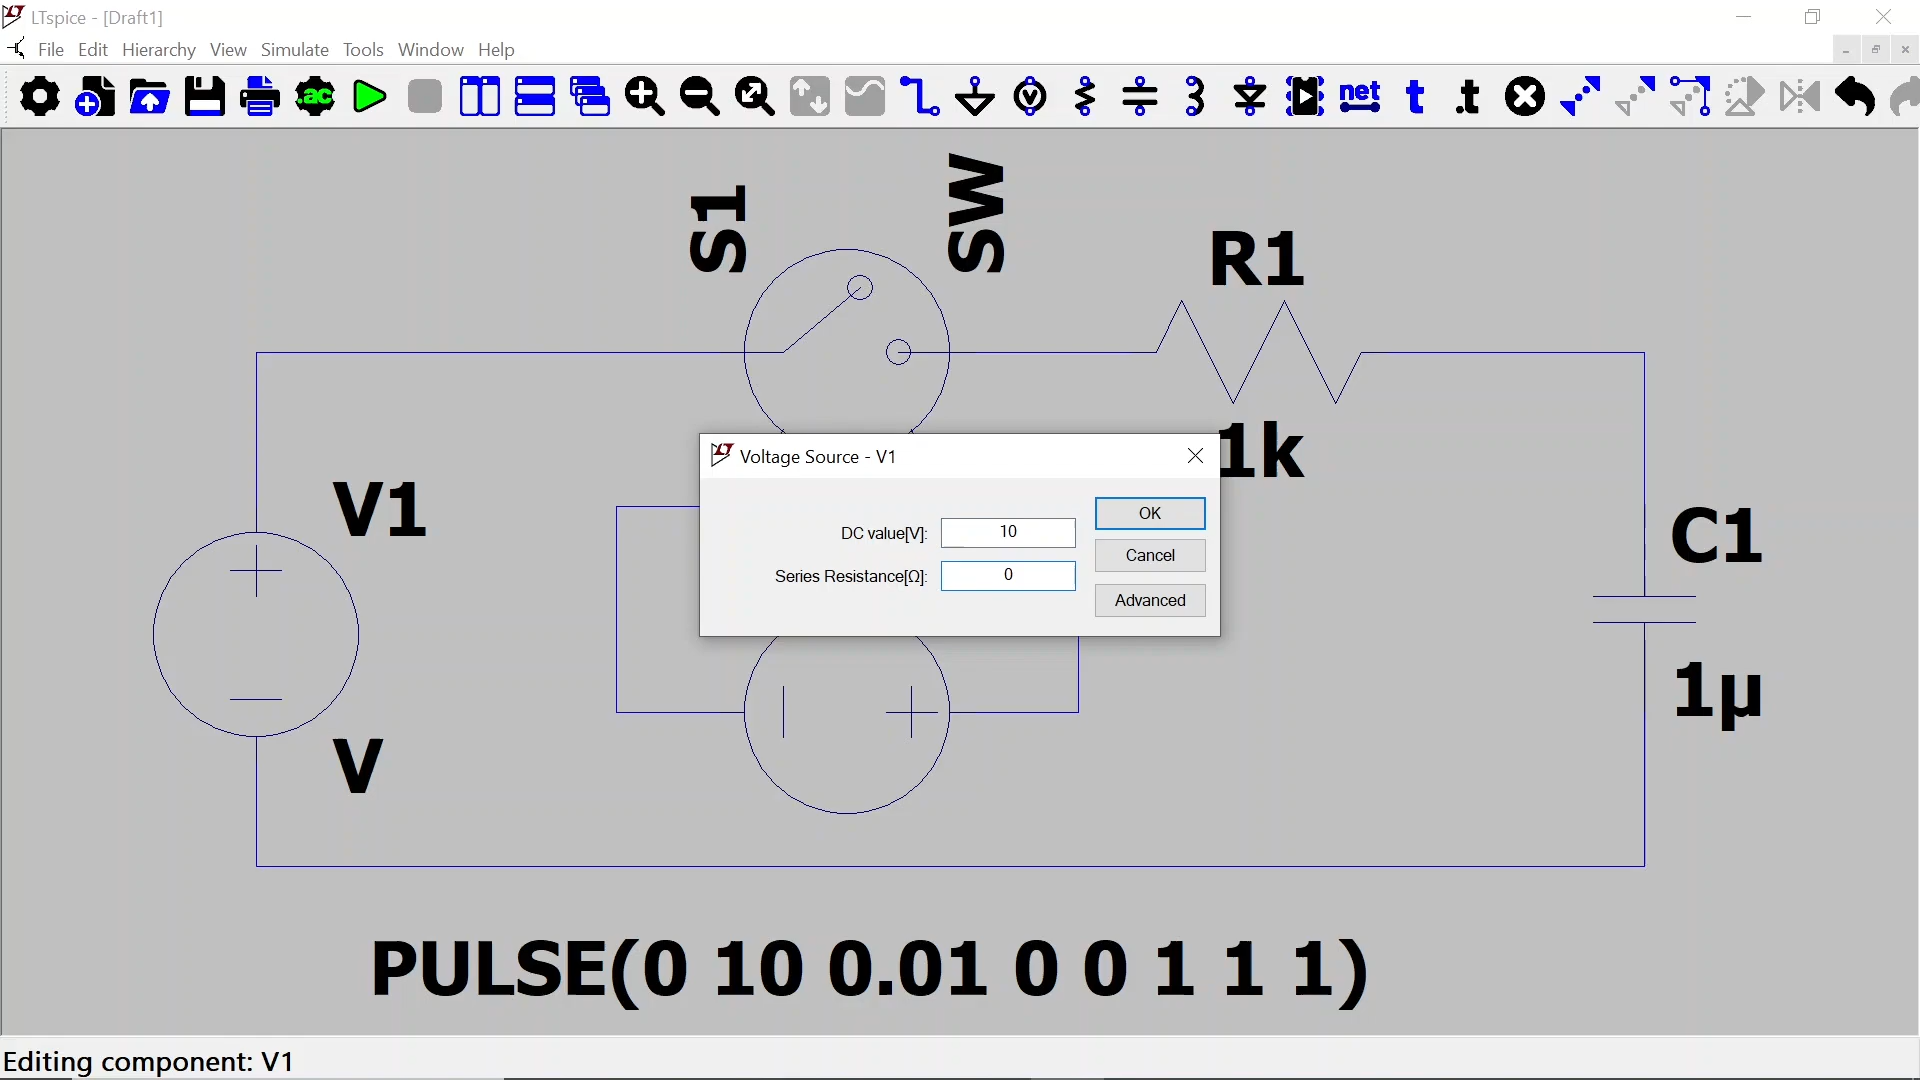 LTspice - [Draft1]
File Edit Hierarchy View Simulate Tools Window Help
.ac
net
t
.t
S1
SW
R1
1k
V1
V
C1
1µ
Voltage Source - V1
DC value[V]: 10
Series Resistance[Ω]: 0
OK
Cancel
Advanced
PULSE(0 10 0.01 0 0 1 1 1)
Editing component: V1